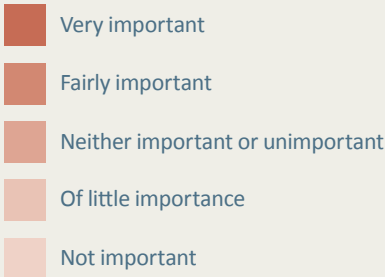 Very important
Fairly important
Neither important or unimportant
Of little importance
Not important